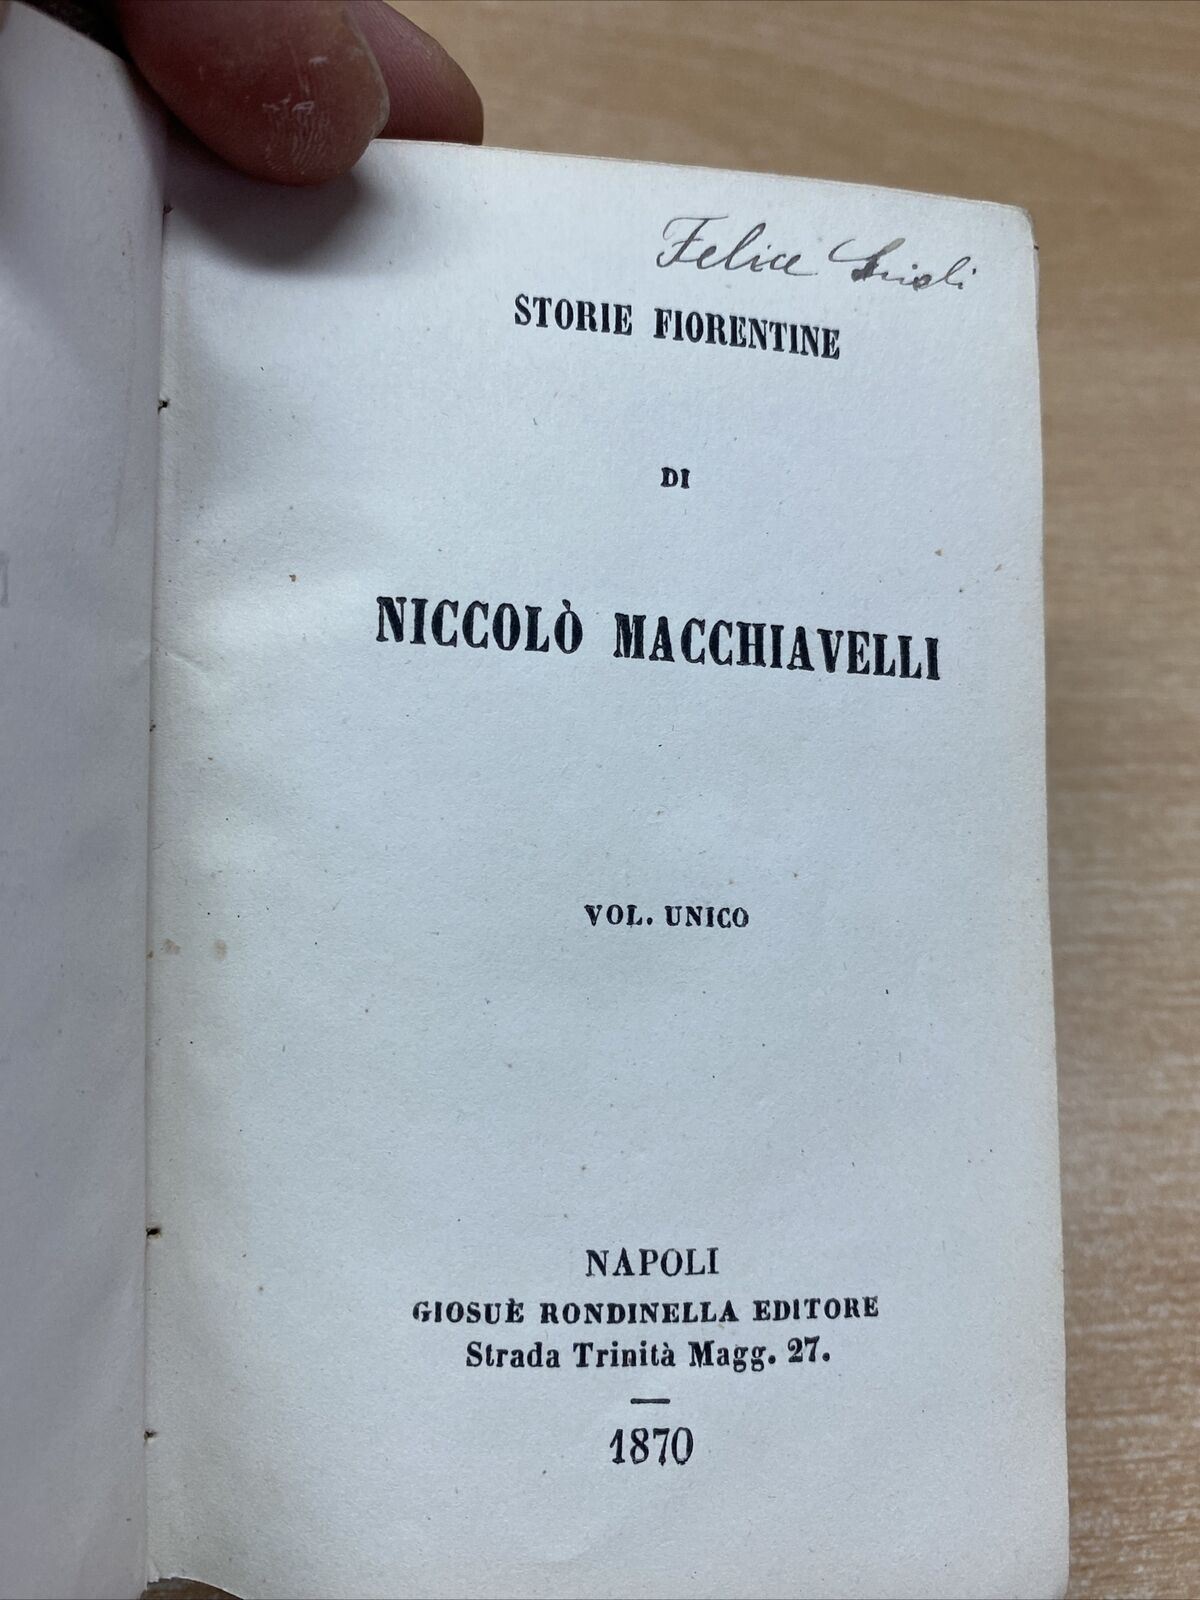 Felice
STORIE FIORENTINE
DI
NICCOLÒ MACCHIAVELLI
VOL. UNICO
NAPOLI
GIOSUÈ RONDINELLA EDITORE
Strada Trinità Magg. 27.
1870